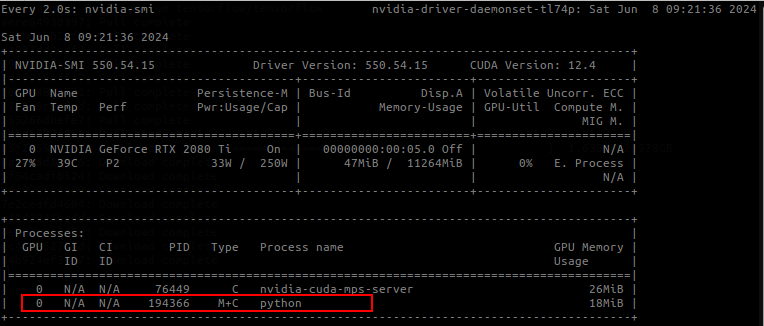 Every 2.0s: nvidia-smi nvidia-driver-daemonset-tl74p: Sat Jun 8 09:21:36 2024
Sat Jun 8 09:21:36 2024
NVIDIA-SMI 550.54.15 Driver Version: 550.54.15 CUDA Version: 12.4
GPU Name Persistence-M | Bus-Id Disp.A | Volatile Uncorr. ECC
Fan Temp Perf Pwr:Usage/Cap | Memory-Usage | GPU-Util Compute M.
MIG M.
0 NVIDIA GeForce RTX 2080 Ti On | 00000000:00:05.0 Off | N/A
27% 39C P2 33W / 250W | 47MiB / 11264MiB | 0% E. Process
N/A
Processes:
GPU GI CI PID Type Process name GPU Memory
ID ID Usage
0 N/A N/A 76449 C nvidia-cuda-mps-server 26MiB
0 N/A N/A 194366 M+C python 18MiB